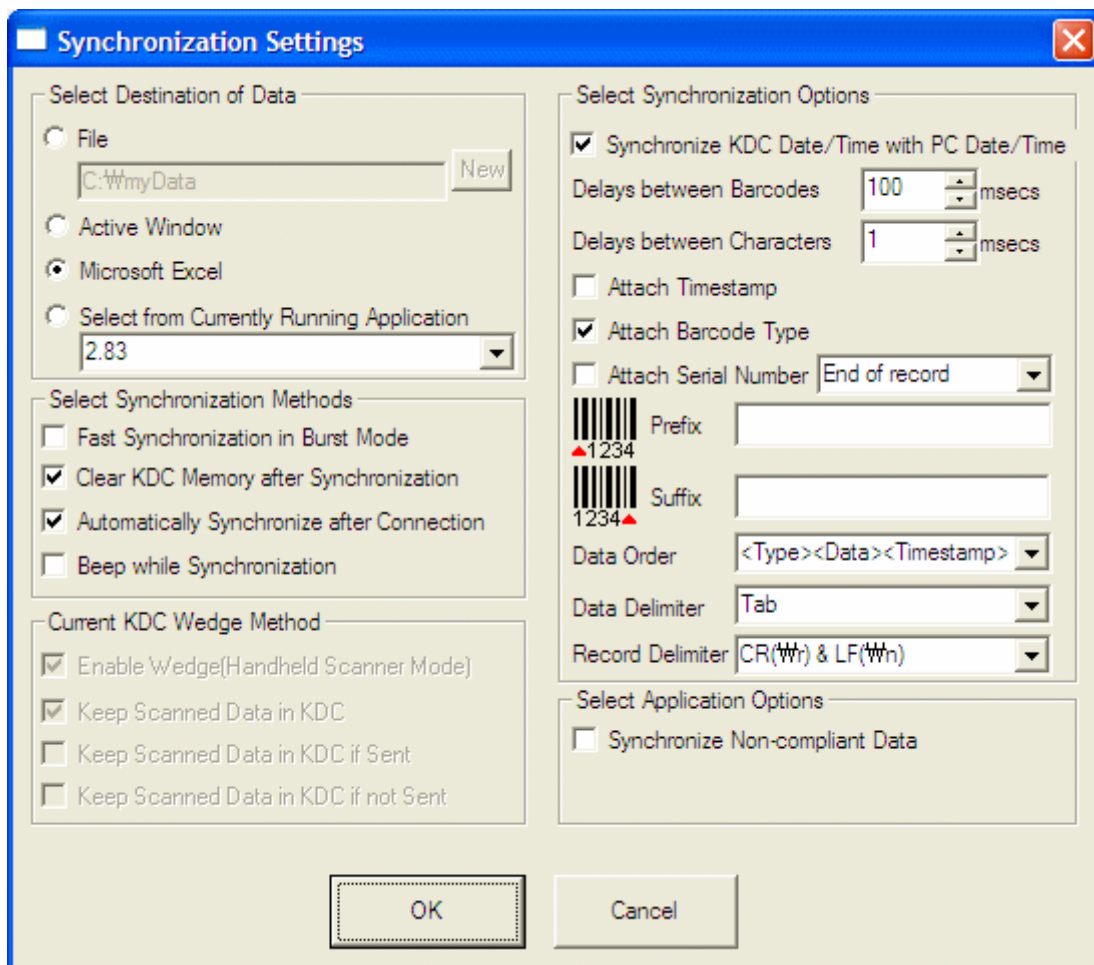 Synchronization Settings
Select Destination of Data
File
C:₩myData
New
Active Window
Microsoft Excel
Select from Currently Running Application
2.83
Select Synchronization Methods
Fast Synchronization in Burst Mode
Clear KDC Memory after Synchronization
Automatically Synchronize after Connection
Beep while Synchronization
Current KDC Wedge Method
Enable Wedge(Handheld Scanner Mode)
Keep Scanned Data in KDC
Keep Scanned Data in KDC if Sent
Keep Scanned Data in KDC if not Sent
Select Synchronization Options
Synchronize KDC Date/Time with PC Date/Time
Delays between Barcodes 100 msecs
Delays between Characters 1 msecs
Attach Timestamp
Attach Barcode Type
Attach Serial Number End of record
1234 Prefix
1234 Suffix
Data Order <Type><Data><Timestamp>
Data Delimiter Tab
Record Delimiter CR(₩r) & LF(₩n)
Select Application Options
Synchronize Non-compliant Data
OK Cancel